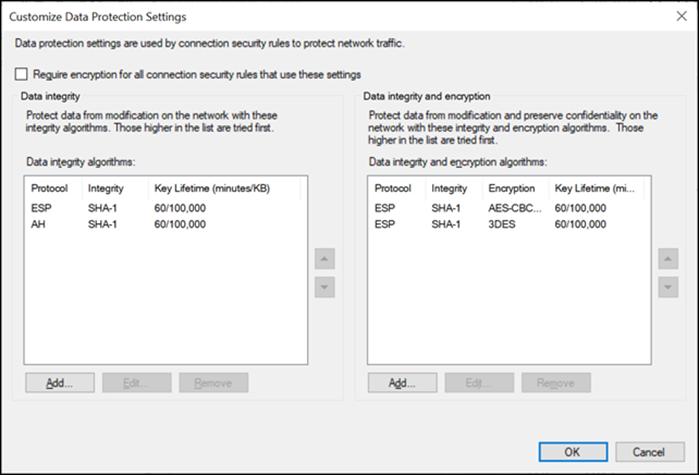 Customize Data Protection Settings
Data protection settings are used by connection security rules to protect network traffic.
Require encryption for all connection security rules that use these settings
Data integrity
Protect data from modification on the network with these
integrity algorithms. Those higher in the list are tried first.
Data integrity algorithms:
Protocol Integrity Key Lifetime (minutes/KB)
ESP SHA-1 60/100,000
AH SHA-1 60/100,000
Add... Edit... Remove
Data integrity and encryption
Protect data from modification and preserve confidentiality on the
network with these integrity and encryption algorithms. Those
higher in the list are tried first.
Data integrity and encryption algorithms:
Protocol Integrity Encryption Key Lifetime (mi...
ESP SHA-1 AES-CBC... 60/100,000
ESP SHA-1 3DES 60/100,000
Add... Edit... Remove
OK Cancel